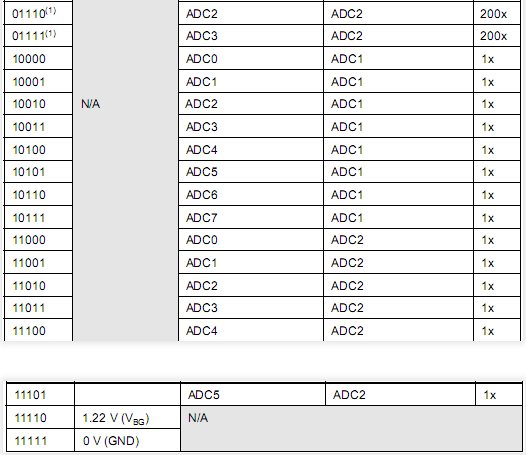 01110(1) ADC2 ADC2 200x
01111(1) ADC3 ADC2 200x
10000 ADC0 ADC1 1x
10001 ADC1 ADC1 1x
10010 N/A ADC2 ADC1 1x
10011 ADC3 ADC1 1x
10100 ADC4 ADC1 1x
10101 ADC5 ADC1 1x
10110 ADC6 ADC1 1x
10111 ADC7 ADC1 1x
11000 ADC0 ADC2 1x
11001 ADC1 ADC2 1x
11010 ADC2 ADC2 1x
11011 ADC3 ADC2 1x
11100 ADC4 ADC2 1x
11101 ADC5 ADC2 1x
11110 1.22 V (VBG) N/A
11111 0 V (GND)